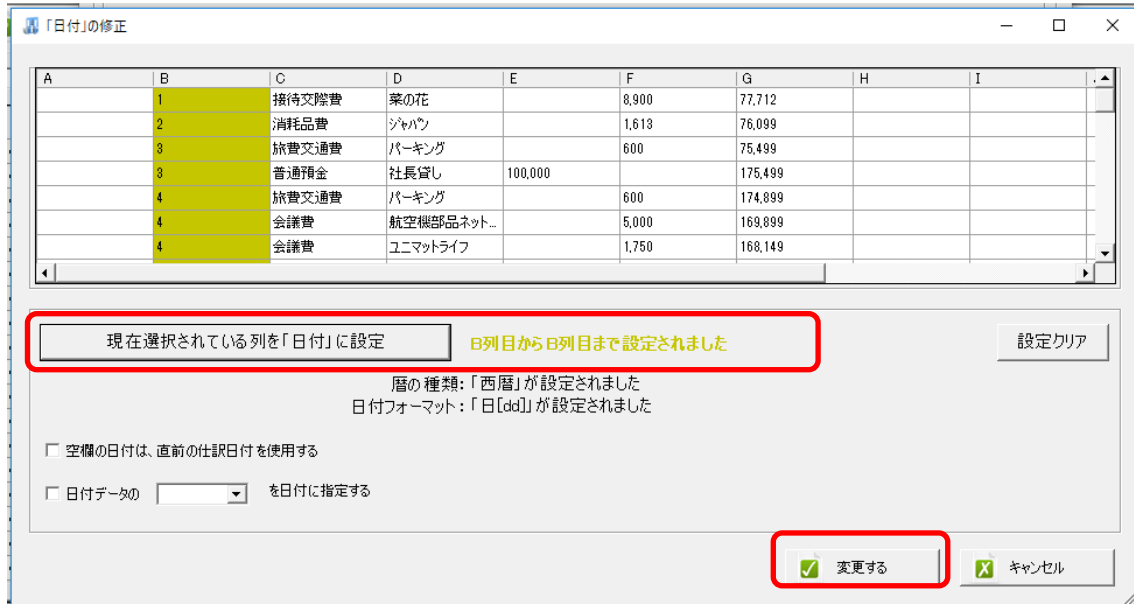 「日付」の修正
A B C D E F G H I
1 接待交際費 菜の花 8,900 77,712
2 消耗品費 ジャパン 1,613 76,099
3 旅費交通費 パーキング 600 75,499
3 普通預金 社長貸し 100,000 175,499
4 旅費交通費 パーキング 600 174,899
4 会議費 航空機部品ネット... 5,000 169,899
4 会議費 ユニマットライフ 1,750 168,149
現在選択されている列を「日付」に設定 B列目からB列目まで設定されました 設定クリア
暦の種類:「西暦」が設定されました
日付フォーマット:「日[dd]」が設定されました
空欄の日付は、直前の仕訳日付を使用する
日付データの を日付に指定する
変更する キャンセル